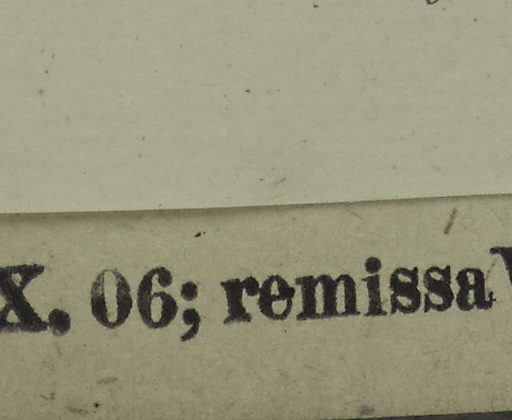 X. 06; remissa